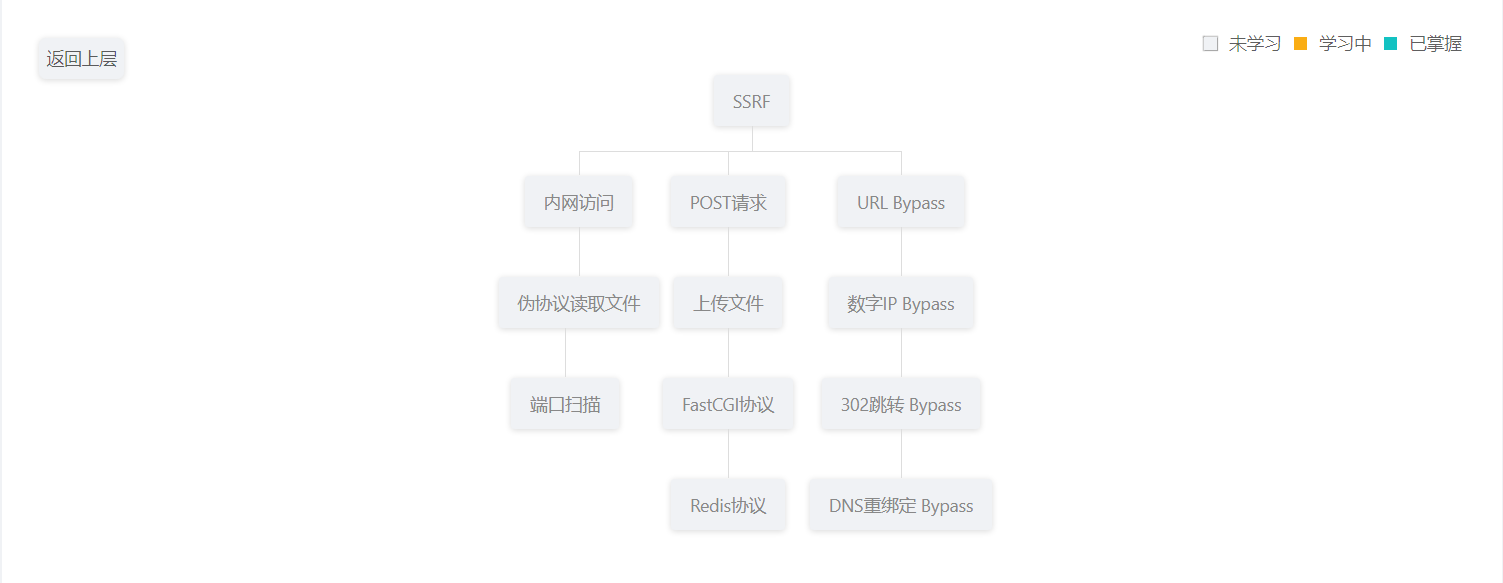 返回上层
未学习 学习中 已掌握
SSRF
内网访问 POST请求 URL Bypass
伪协议读取文件 上传文件 数字IP Bypass
端口扫描 FastCGI协议 302跳转 Bypass
Redis协议 DNS重绑定 Bypass